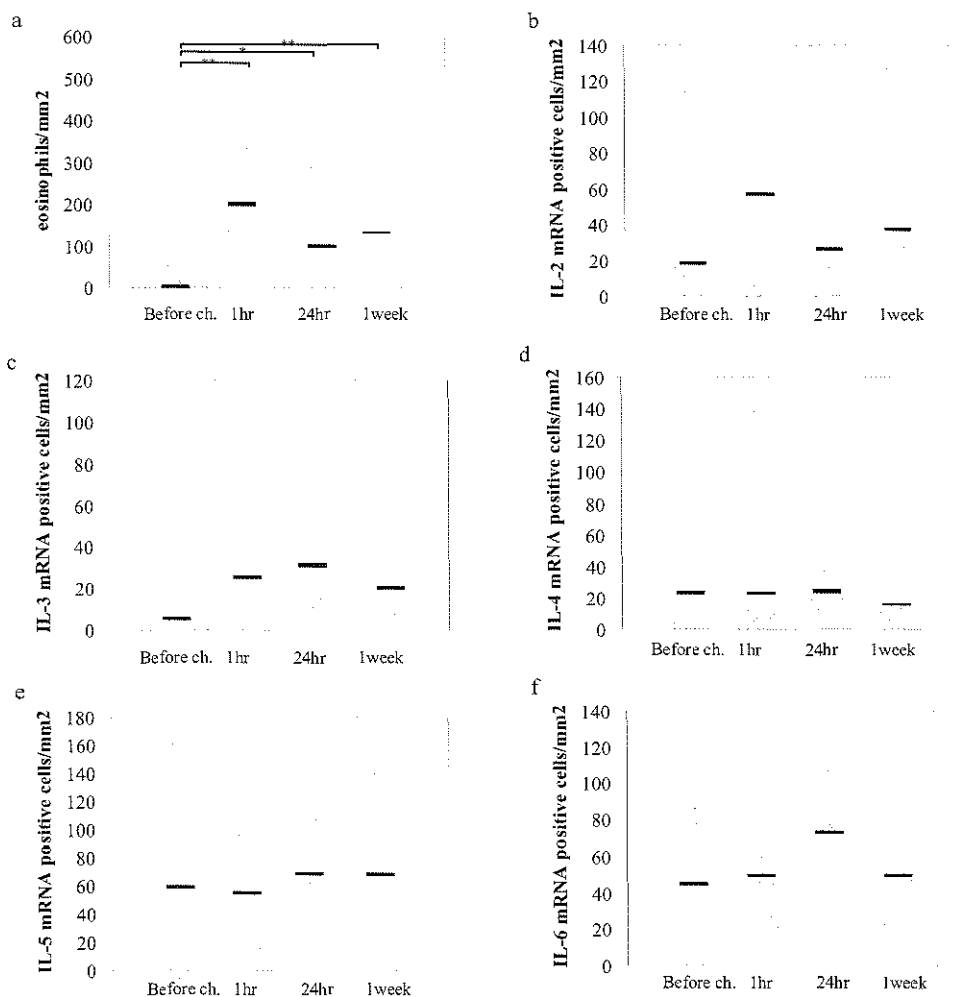 a
eosinophils/mm2
600
500
400
300
200
100
0
**
*
**
Before ch. 1hr 24hr 1week
b
IL-2 mRNA positive cells/mm2
140
120
100
80
60
40
20
0
Before ch. 1hr 24hr 1week
c
IL-3 mRNA positive cells/mm2
120
100
80
60
40
20
0
Before ch. 1hr 24hr 1week
d
IL-4 mRNA positive cells/mm2
160
140
120
100
80
60
40
20
0
Before ch. 1hr 24hr 1week
e
IL-5 mRNA positive cells/mm2
180
160
140
120
100
80
60
40
20
0
Before ch. 1hr 24hr 1week
f
IL-6 mRNA positive cells/mm2
140
120
100
80
60
40
20
0
Before ch. 1hr 24hr 1week